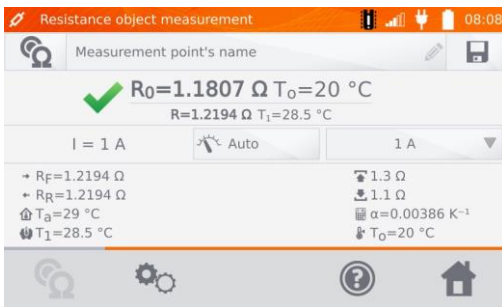 Resistance object measurement 08:08
Measurement point's name
R₀=1.1807 Ω Tₒ=20 °C
R=1.2194 Ω T₁=28.5 °C
I = 1 A Auto 1 A
→ RF=1.2194 Ω 1.3 Ω
← RR=1.2194 Ω 1.1 Ω
Ta=29 °C α=0.00386 K⁻¹
T1=28.5 °C Tₒ=20 °C